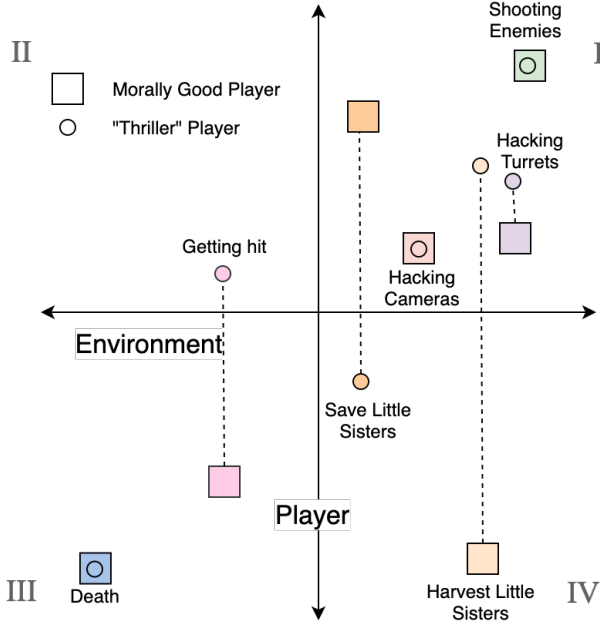 Shooting
Enemies
II
I
Morally Good Player
"Thriller" Player
Hacking
Turrets
Getting hit
Hacking
Cameras
Environment
Save Little
Sisters
Player
III
Death
Harvest Little
Sisters
IV